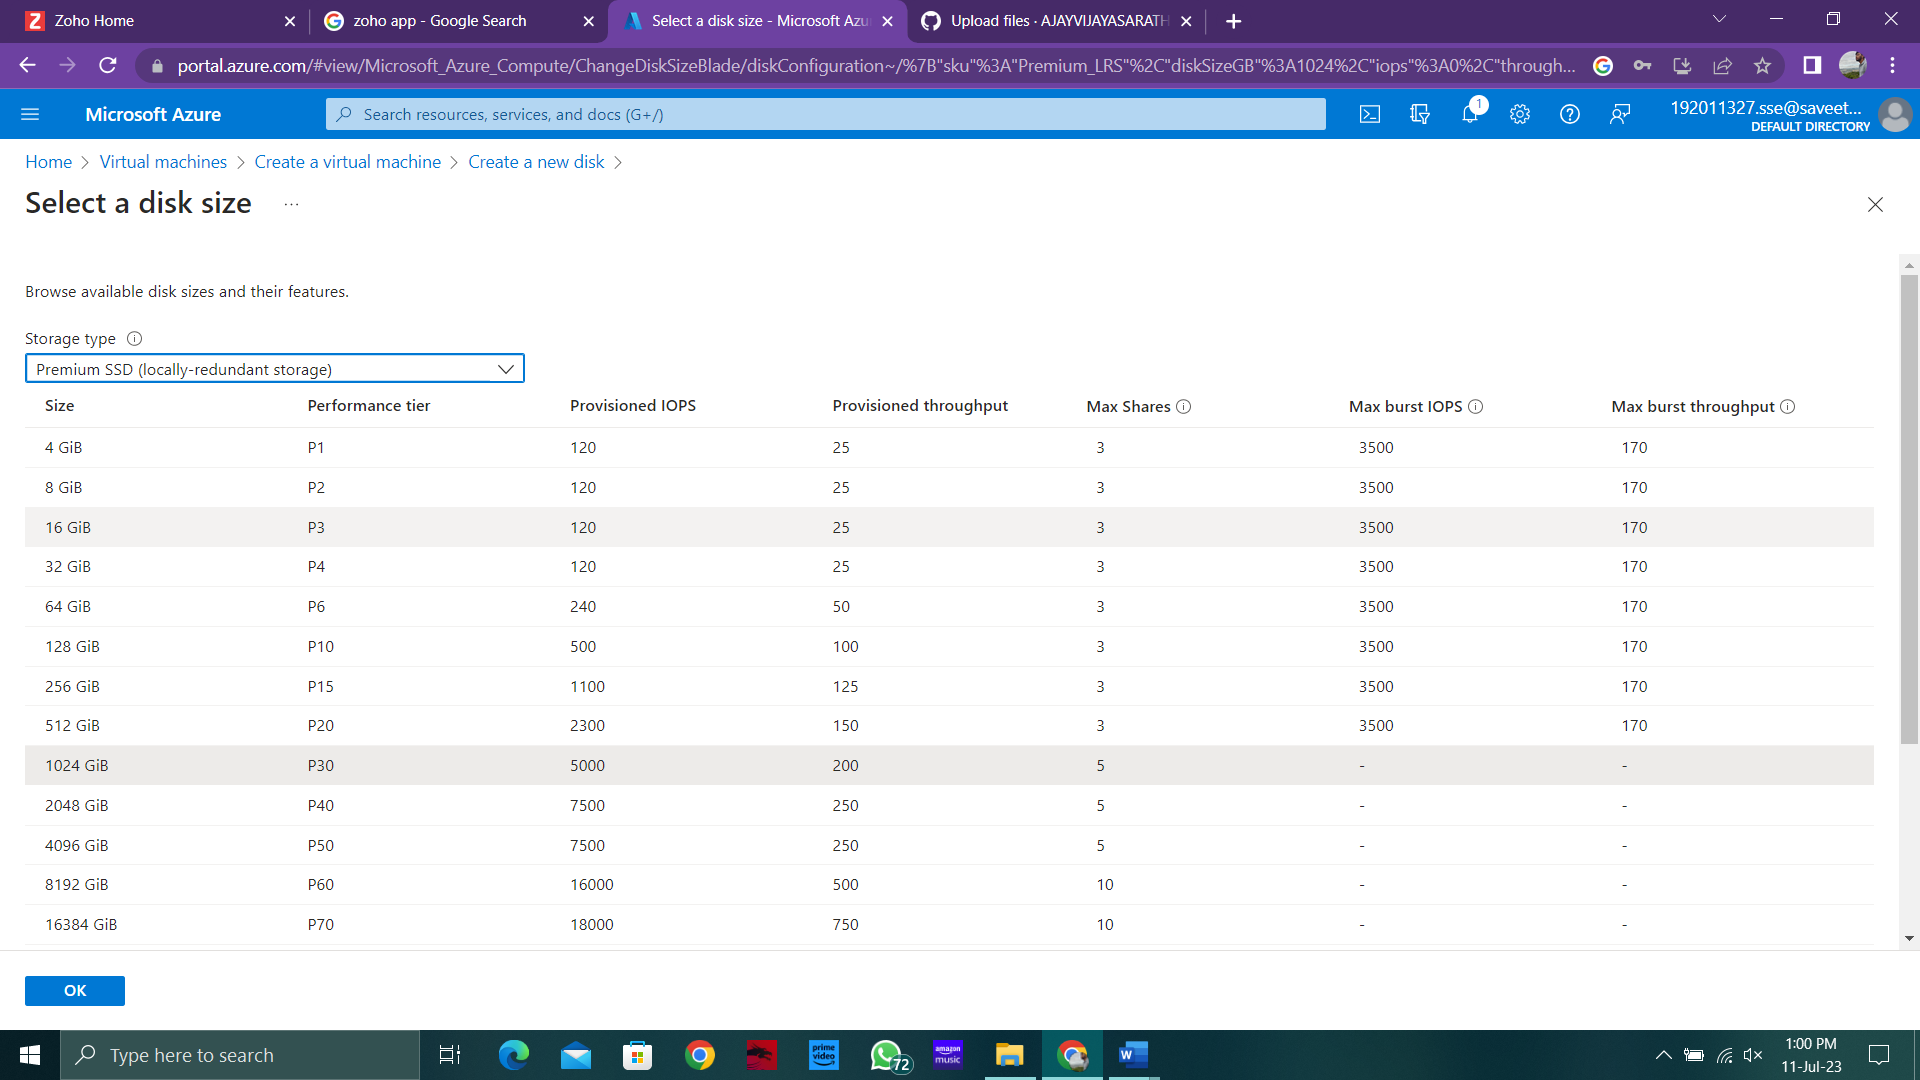 Zoho Home
zoho app - Google Search
Select a disk size - Microsoft Azu
Upload files · AJAYVIJAYASARATH
portal.azure.com/#view/Microsoft_Azure_Compute/ChangeDiskSizeBlade/diskConfiguration~/%7B"sku"%3A"Premium_LRS"%2C"diskSizeGB"%3A1024%2C"iops"%3A0%2C"through...
Microsoft Azure
Search resources, services, and docs (G+/)
1
192011327.sse@saveet...
DEFAULT DIRECTORY
Home > Virtual machines > Create a virtual machine > Create a new disk >
Select a disk size ...
Browse available disk sizes and their features.
Storage type
Premium SSD (locally-redundant storage)
Size Performance tier Provisioned IOPS Provisioned throughput Max Shares Max burst IOPS Max burst throughput
4 GiB P1 120 25 3 3500 170
8 GiB P2 120 25 3 3500 170
16 GiB P3 120 25 3 3500 170
32 GiB P4 120 25 3 3500 170
64 GiB P6 240 50 3 3500 170
128 GiB P10 500 100 3 3500 170
256 GiB P15 1100 125 3 3500 170
512 GiB P20 2300 150 3 3500 170
1024 GiB P30 5000 200 5 - -
2048 GiB P40 7500 250 5 - -
4096 GiB P50 7500 250 5 - -
8192 GiB P60 16000 500 10 - -
16384 GiB P70 18000 750 10 - -
OK
Type here to search
prime video
72
amazon music
W
1:00 PM
11-Jul-23